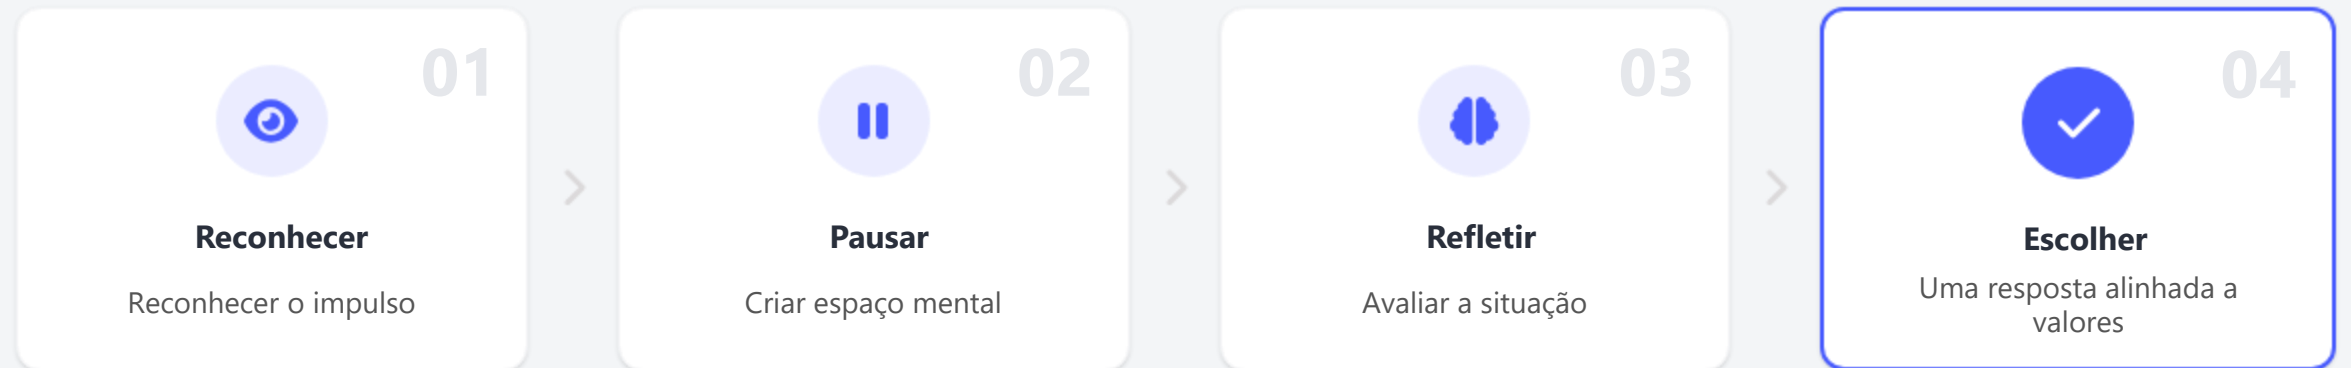 01
Reconhecer
Reconhecer o impulso
02
Pausar
Criar espaço mental
03
Refletir
Avaliar a situação
04
Escolher
Uma resposta alinhada a
valores